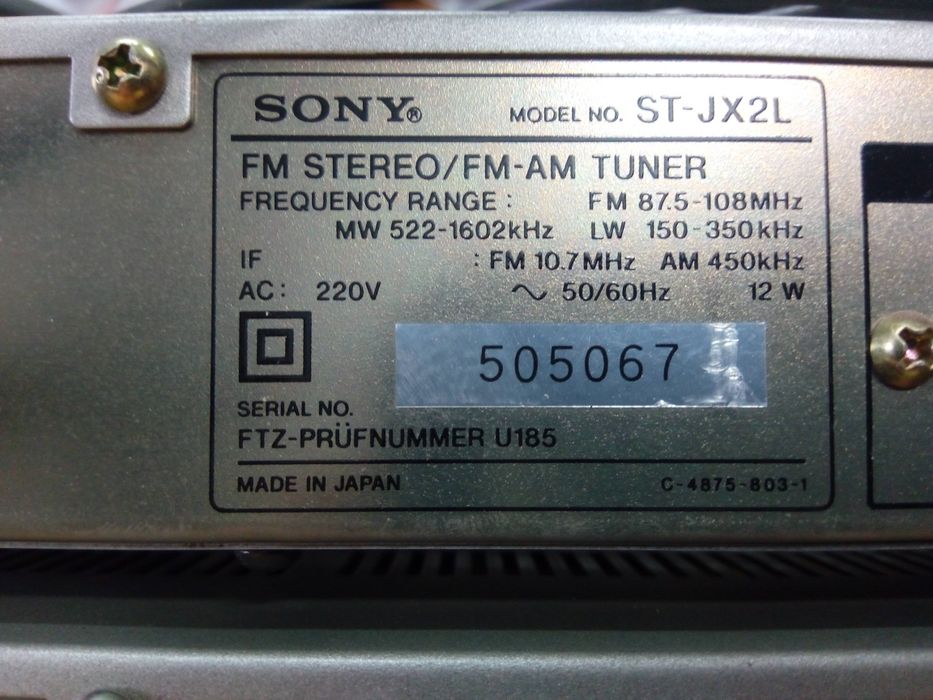 SONY® MODEL NO. ST-JX2L
FM STEREO/FM-AM TUNER
FREQUENCY RANGE : FM 87.5-108MHz
MW 522-1602kHz LW 150-350kHz
IF : FM 10.7MHz AM 450kHz
AC: 220V ~ 50/60Hz 12 W
505067
SERIAL NO.
FTZ-PRÜFNUMMER U185
MADE IN JAPAN C-4875-803-1